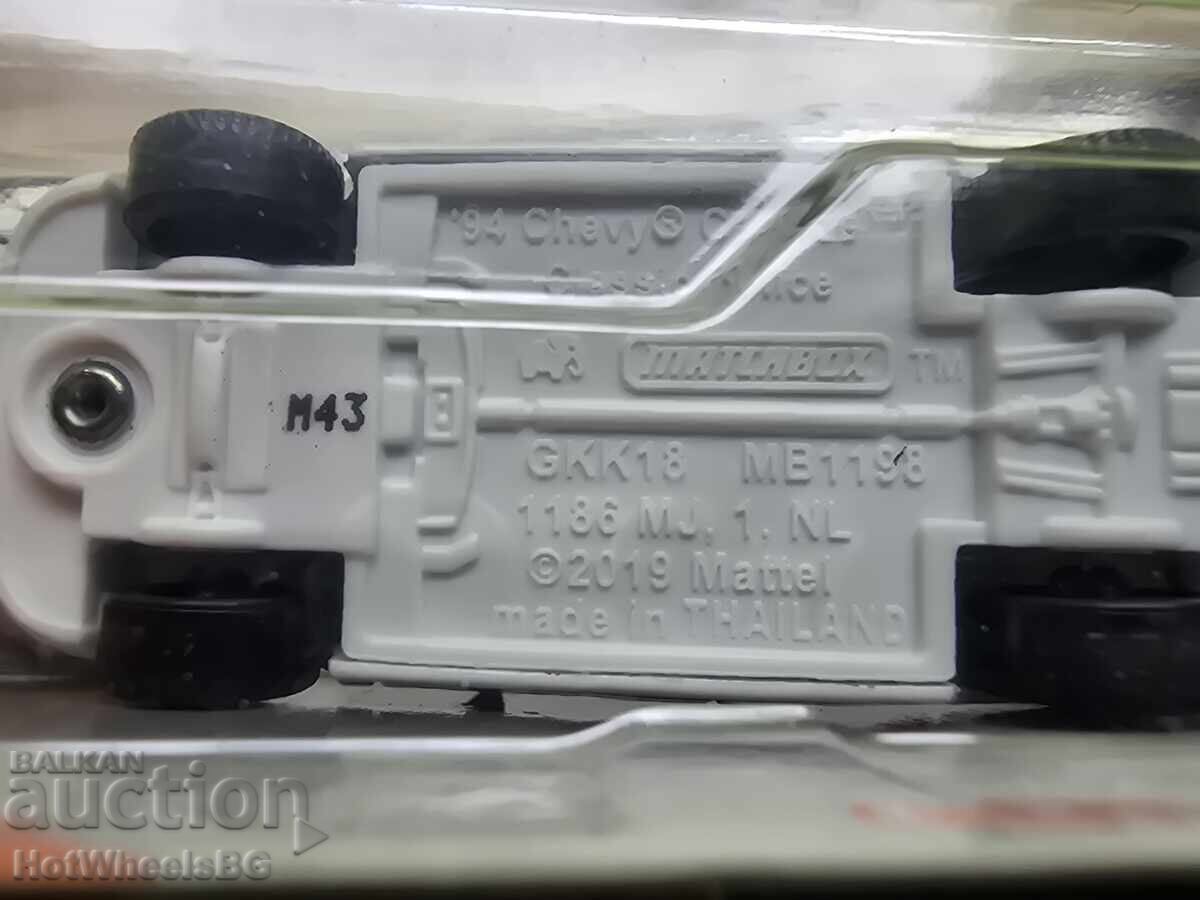 '94 Chevy®
MATCHBOX TM
M43
GKK18 MB1198
1186 MJ, 1, NL
©2019 Mattel
made in THAILAND
BALKAN
auction
HotWheelsBG